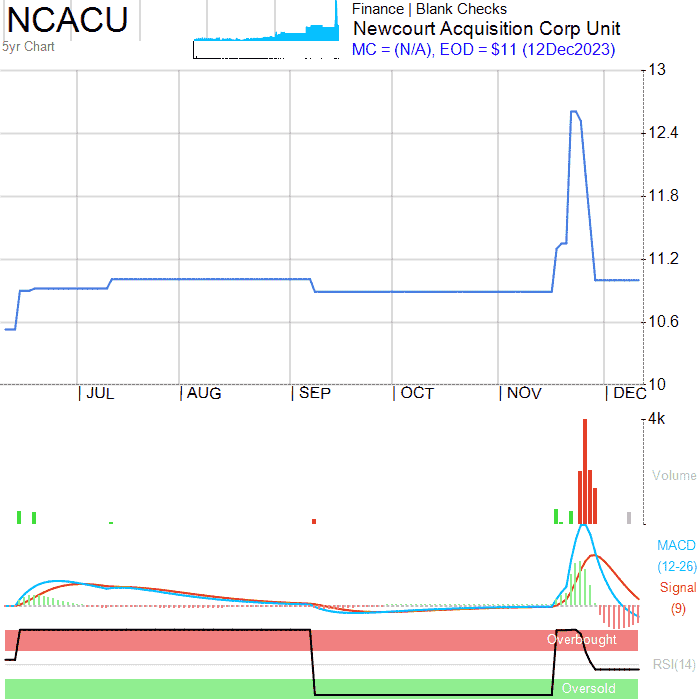 NCACU
5yr Chart
Finance | Blank Checks
Newcourt Acquisition Corp Unit
MC = (N/A), EOD = $11 (12Dec2023)
13
12.4
11.8
11.2
10.6
10
| JUL | AUG | SEP | OCT | NOV | DEC
4k
Volume
MACD
(12-26)
Signal
(9)
Overbought
RSI(14)
Oversold